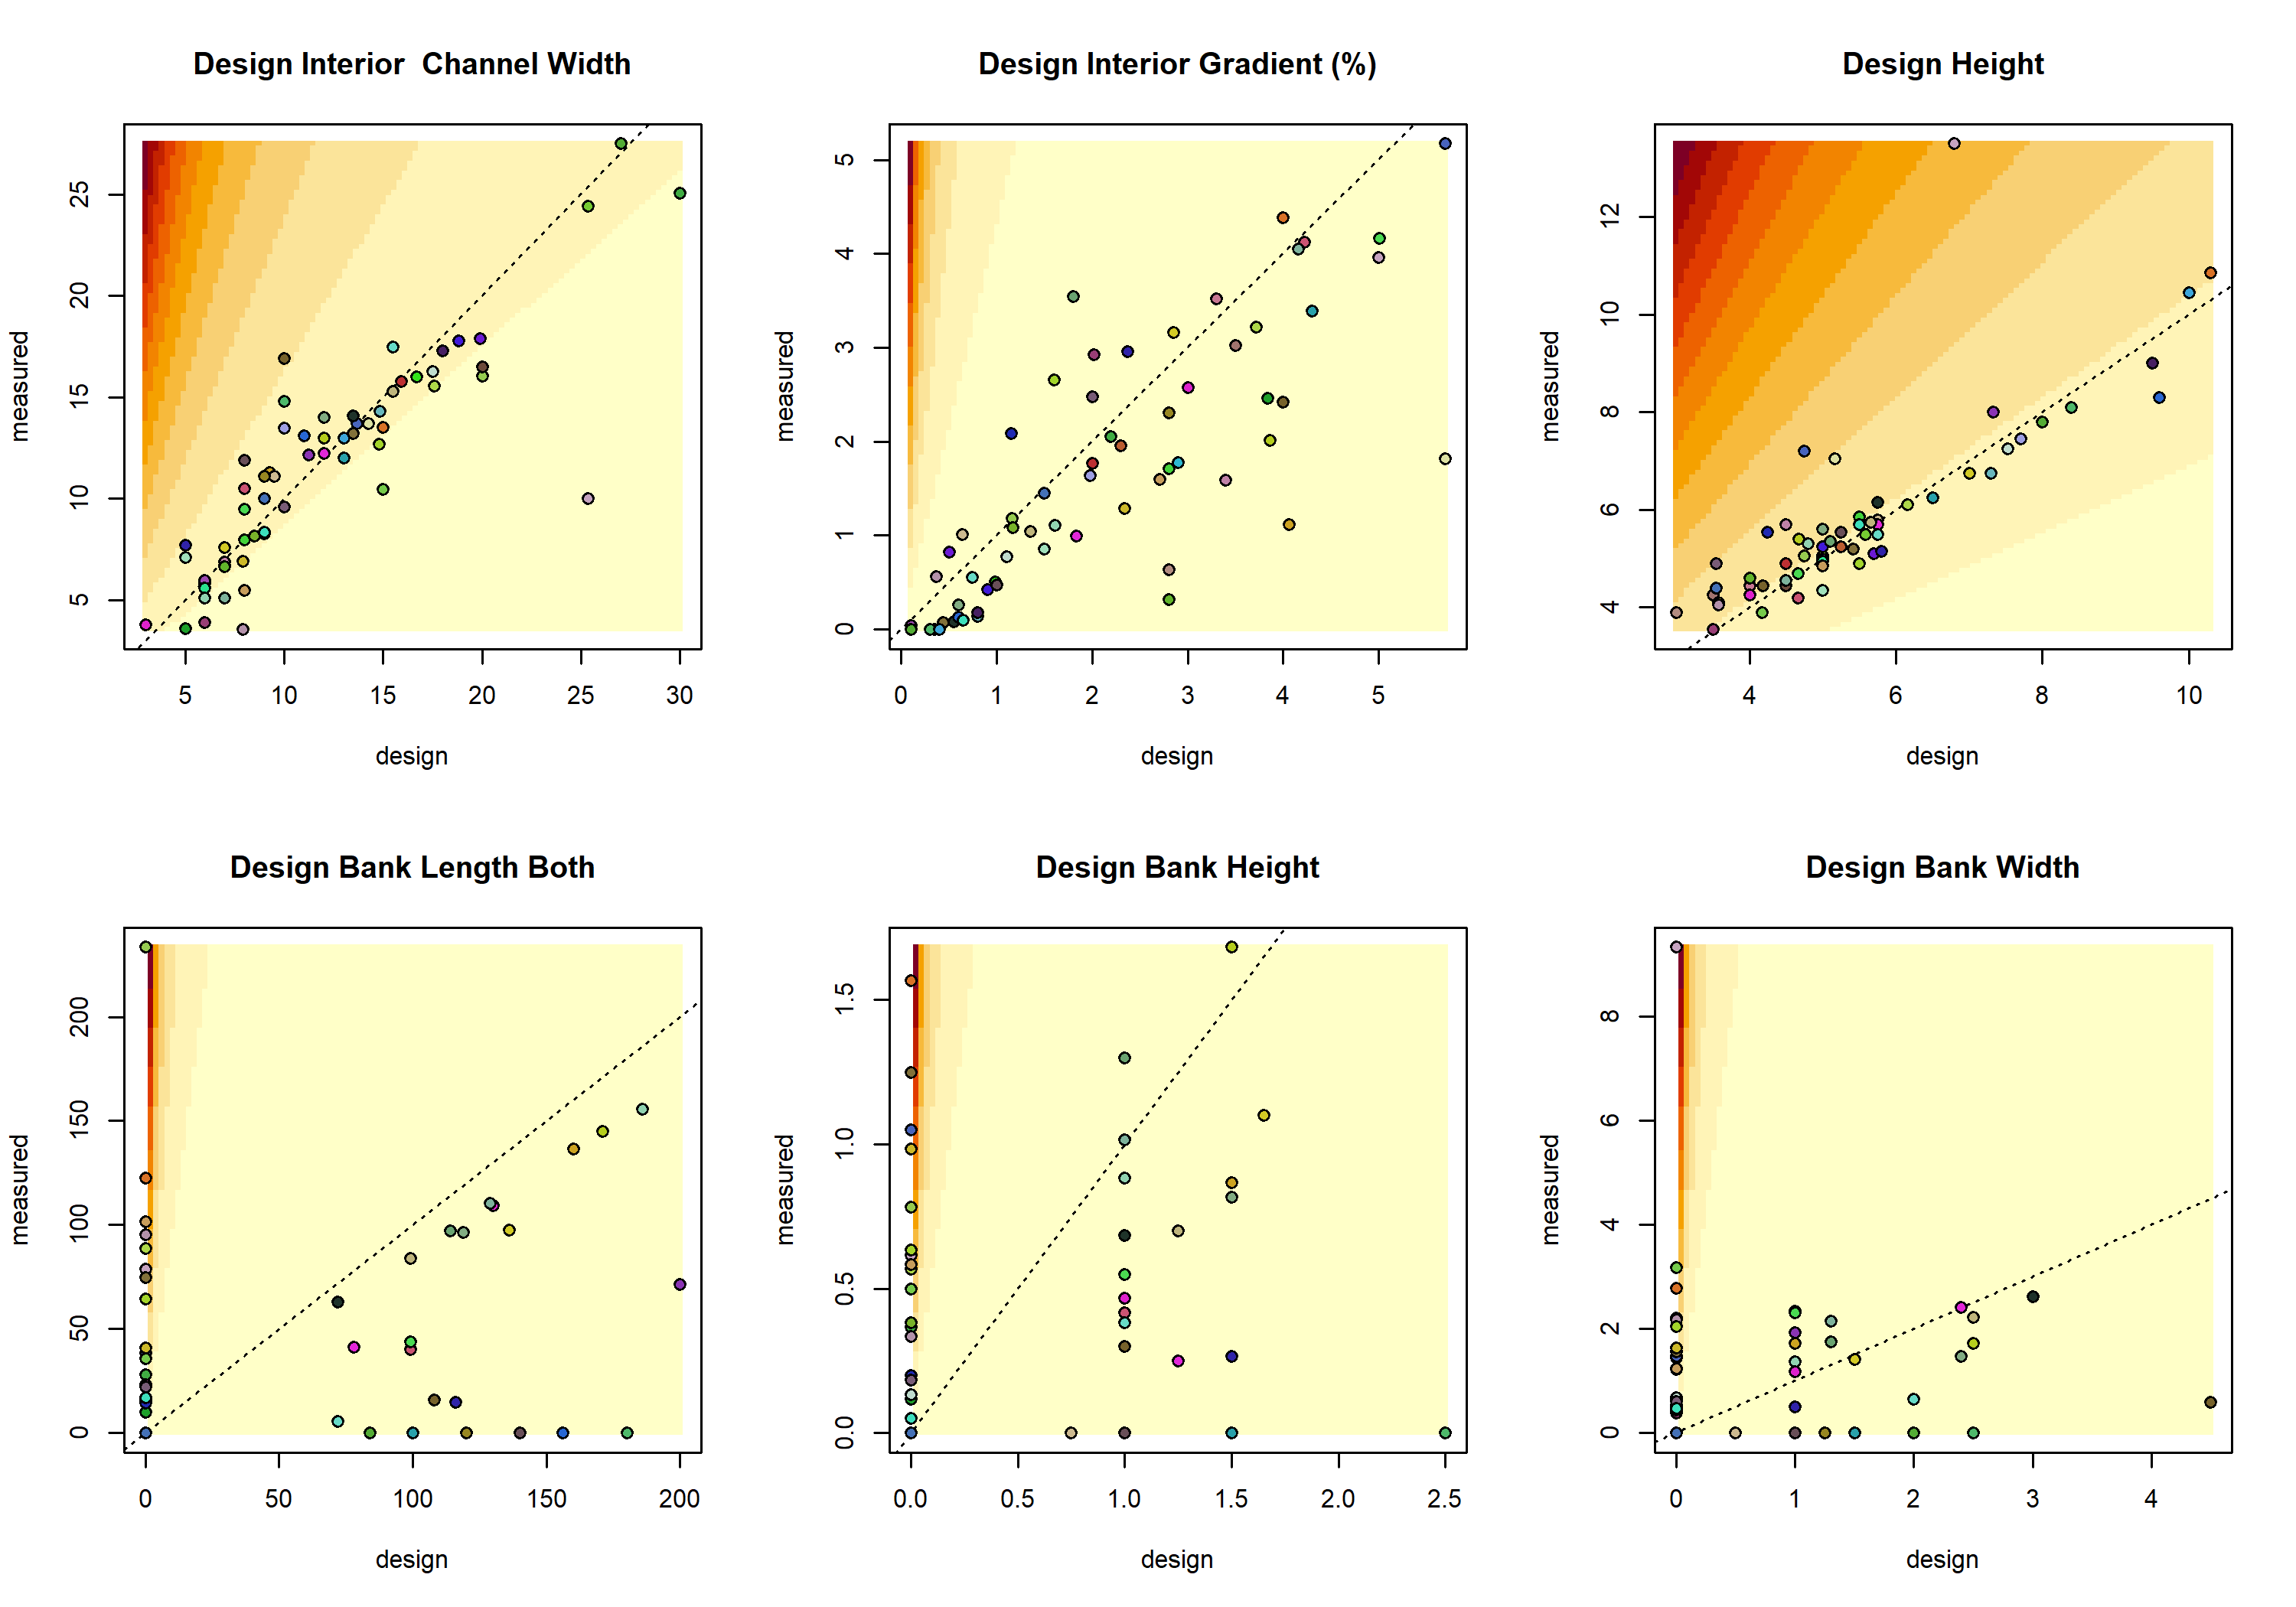 Design Interior  Channel Width
measured
5 10 15 20 25
5 10 15 20 25 30
design
Design Interior Gradient (%)
measured
0 1 2 3 4 5
0 1 2 3 4 5
design
Design Height
measured
4 6 8 10 12
4 6 8 10
design
Design Bank Length Both
measured
0 50 100 150 200
0 50 100 150 200
design
Design Bank Height
measured
0.0 0.5 1.0 1.5
0.0 0.5 1.0 1.5 2.0 2.5
design
Design Bank Width
measured
0 2 4 6 8
0 1 2 3 4
design